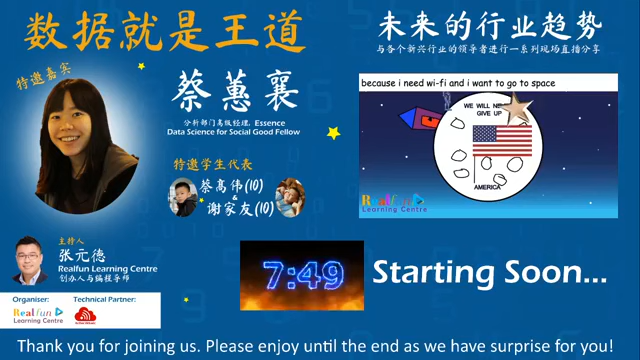 数据就是王道
特邀嘉宾
蔡蕙襄
分析部门高级经理, Essence
Data Science for Social Good Fellow
特邀学生代表
蔡高伟(10)
&
谢家友(10)
主持人
张元德
Realfun Learning Centre
创办人与编程导师
Organiser:
Realfun
Learning Centre
Technical Partner:
未来的行业趋势
与各个新兴行业的领导者进行一系列现场直播分享
because i need wi-fi and i want to go to space
WE WILL NE
GIVE UP
AMERICA
Realfun
Learning Centre
7:49
Starting Soon...
Thank you for joining us. Please enjoy until the end as we have surprise for you!